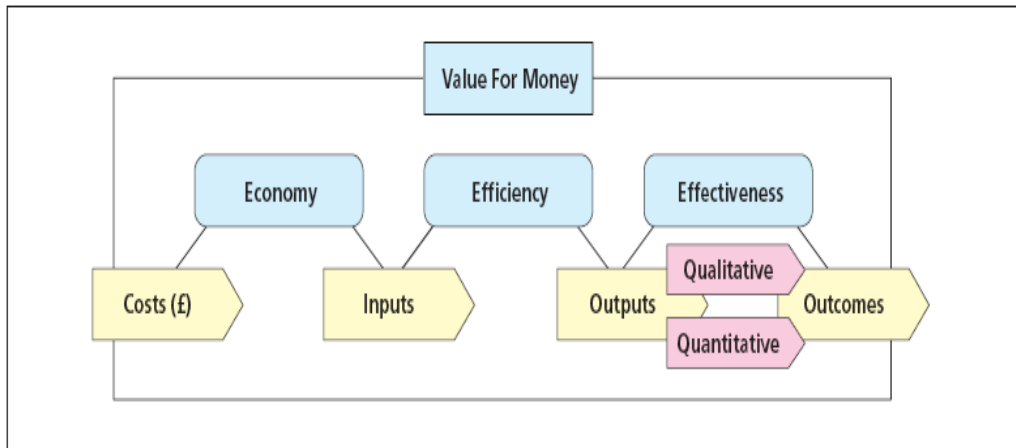 Value For Money
Economy
Efficiency
Effectiveness
Costs (£)
Inputs
Outputs
Qualitative
Quantitative
Outcomes